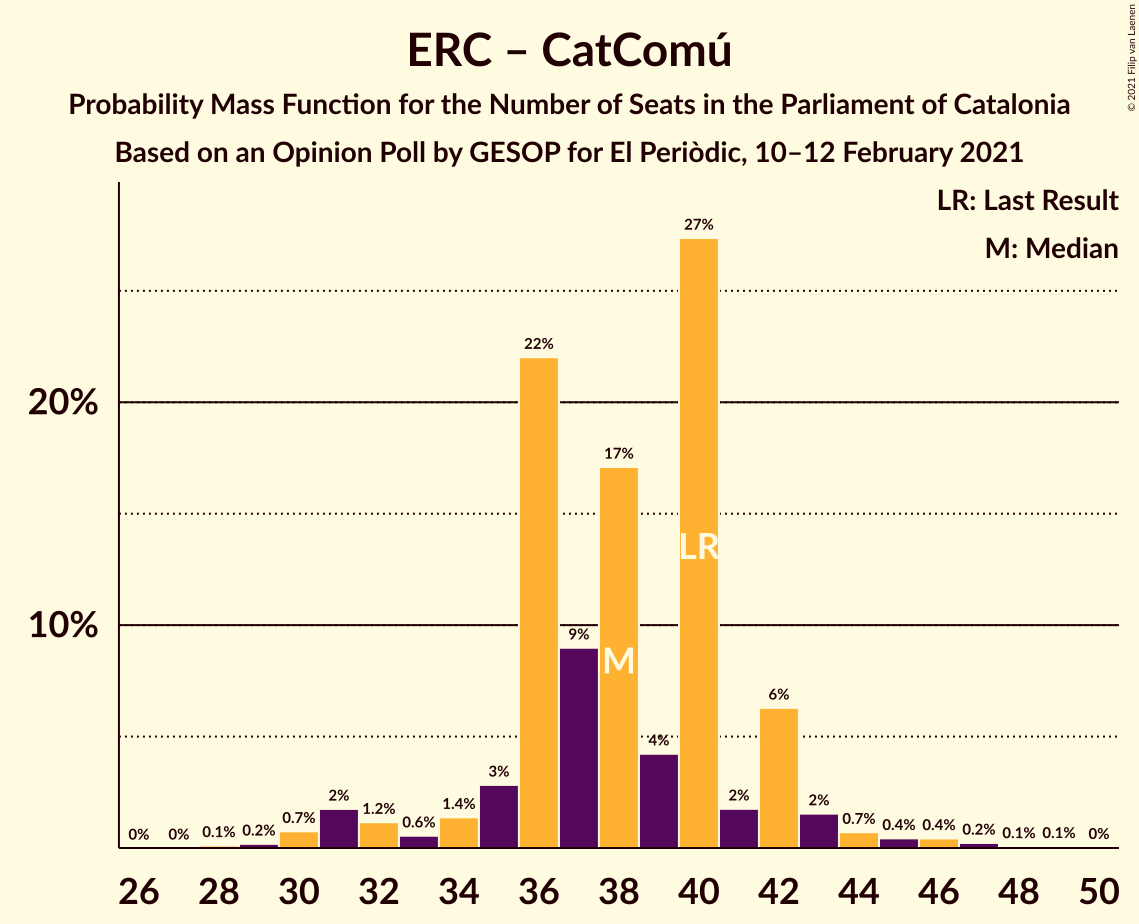 © 2021 Filip van Laenen
ERC – CatComú
Probability Mass Function for the Number of Seats in the Parliament of Catalonia
Based on an Opinion Poll by GESOP for El Periòdic, 10–12 February 2021
LR: Last Result
M: Median
27%
22%
20%
17%
LR
10%
9%
M
6%
4%
3%
2%
2%
2%
1.4%
1.2%
0.7%
0.7%
0.6%
0% 0% 0.1% 0.2%
0.4% 0.4% 0.2% 0.1% 0.1% 0%
26 28 30 32 34 36 38 40 42 44 46 48 50